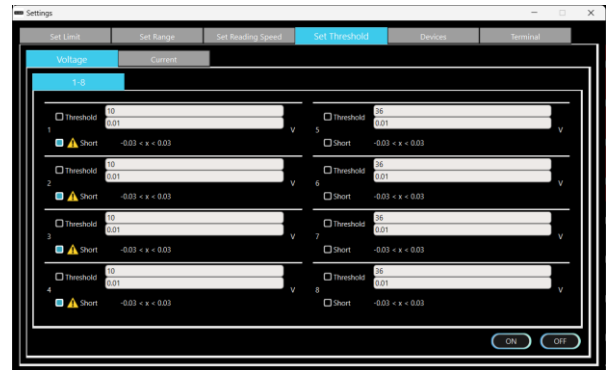 Settings
Set Limit Set Range Set Reading Speed Set Threshold Devices Terminal
Voltage Current
1-8
Threshold 10
0.01
1 V
Short -0.03 < x < 0.03
Threshold 10
0.01
2 V
Short -0.03 < x < 0.03
Threshold 10
0.01
3 V
Short -0.03 < x < 0.03
Threshold 10
0.01
4 V
Short -0.03 < x < 0.03
Threshold 36
0.01
5 V
Short -0.03 < x < 0.03
Threshold 36
0.01
6 V
Short -0.03 < x < 0.03
Threshold 36
0.01
7 V
Short -0.03 < x < 0.03
Threshold 36
0.01
8 V
Short -0.03 < x < 0.03
ON OFF